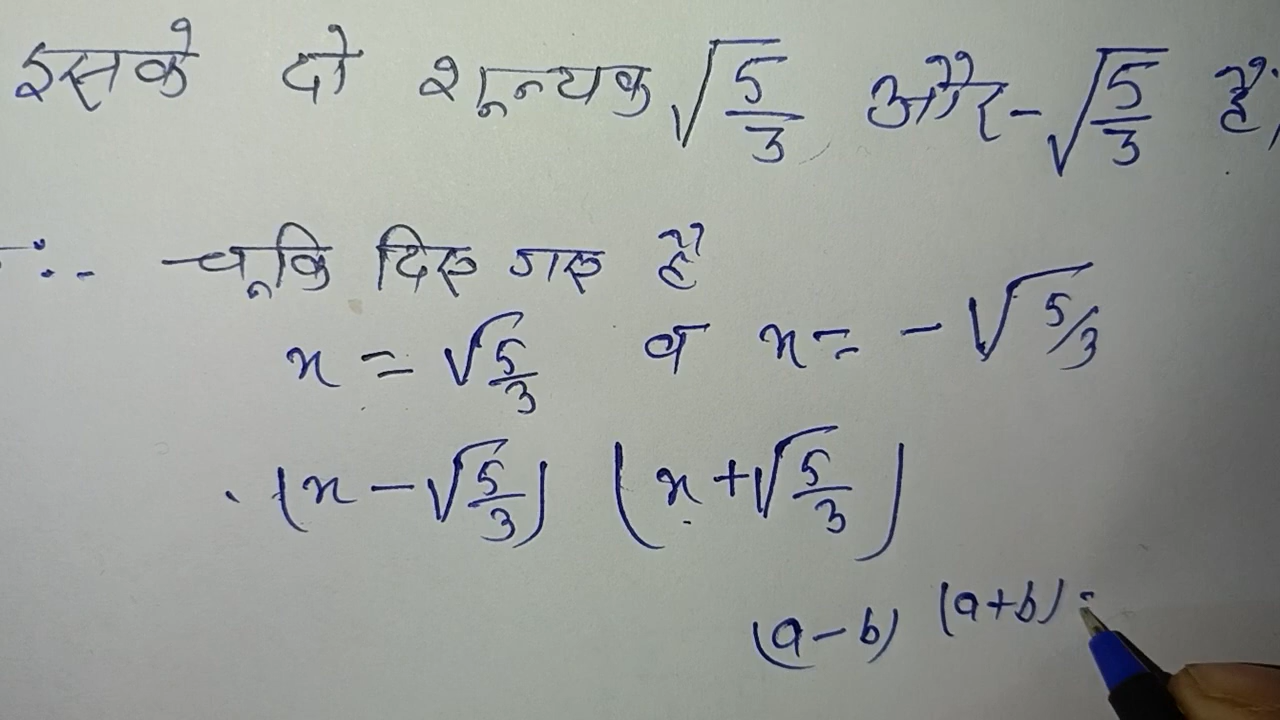 इसके दो शून्यक √5/3 और -√5/3 है,
∴- चूकि दिए गए है
x = √5/3 व x = -√5/3
(x - √5/3) (x + √5/3)
(a-b) (a+b)